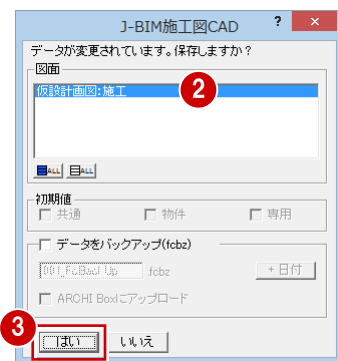 J-BIM施工図CAD ? ×
データが変更されています。保存しますか?
図面
仮設計画図:施工 2
ALL ALL
初期値
共通 物件 専用
データをバックアップ(fcbz)
.fcbz +日付
ARCHI Boxにアップロード
3
はい いいえ